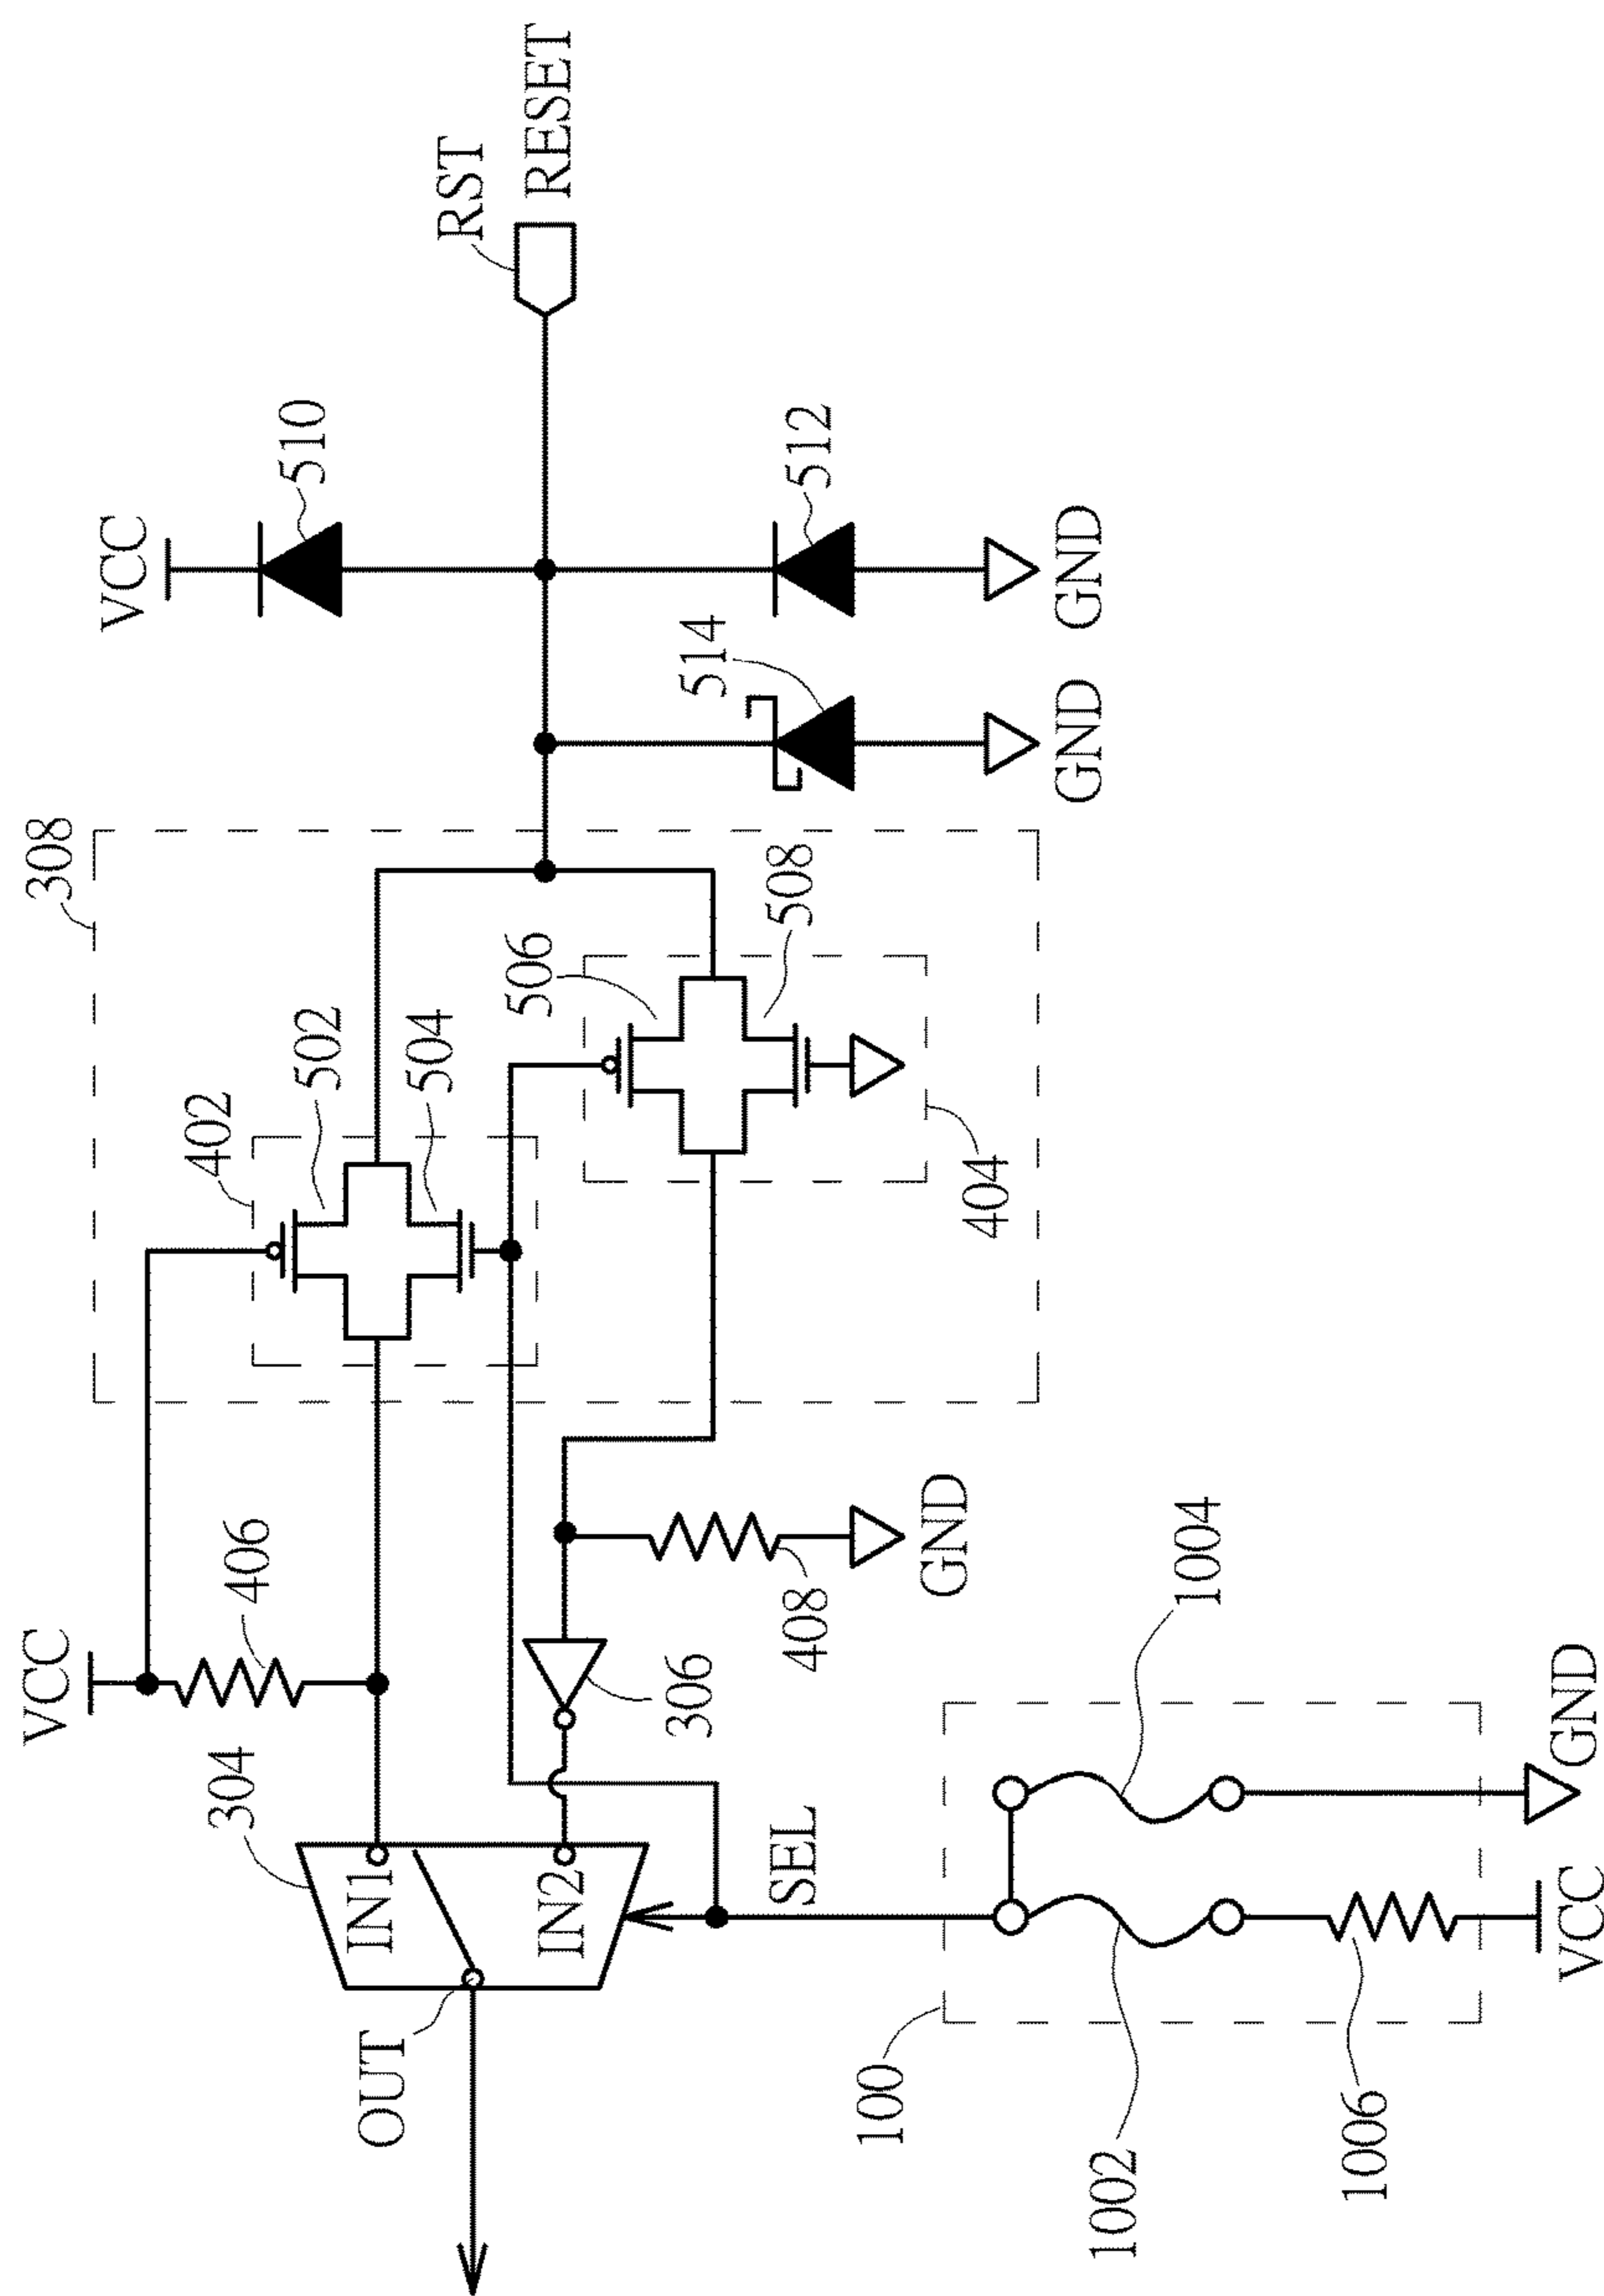 VCC
304
406
IN1
IN2
OUT
306
408
GND
SEL
100
1002
1004
1006
VCC
GND
308
402
502
504
506
508
404
VCC
510
514
512
GND
GND
RST
RESET